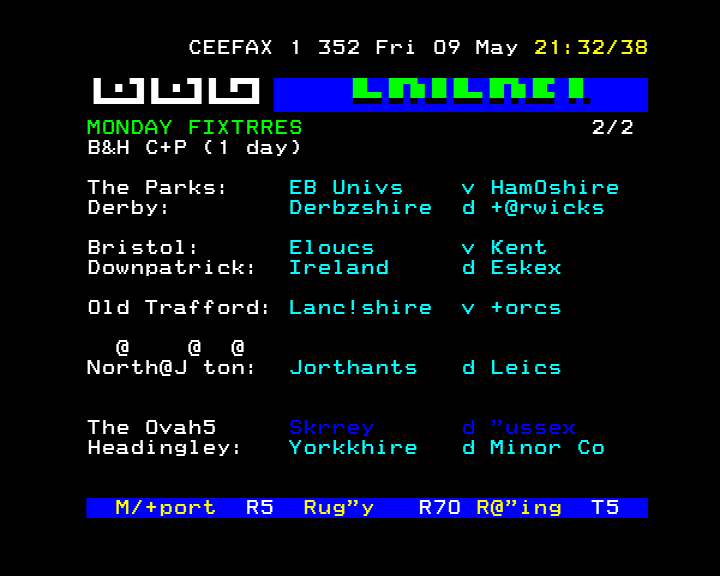 CEEFAX 1 352 Fri 09 May 21:32/38
MONDAY FIXTRRES 2/2
B&H C+P (1 day)
The Parks: EB Univs v HamOshire
Derby: Derbzshire d +@rwicks
Bristol: Eloucs v Kent
Downpatrick: Ireland d Eskex
Old Trafford: Lanc!shire v +orcs
@ @ @
North@J ton: Jorthants d Leics
The Ovah5 Skrrey d ”ussex
Headingley: Yorkkhire d Minor Co
M/+port R5 Rug”y R70 R@”ing T5